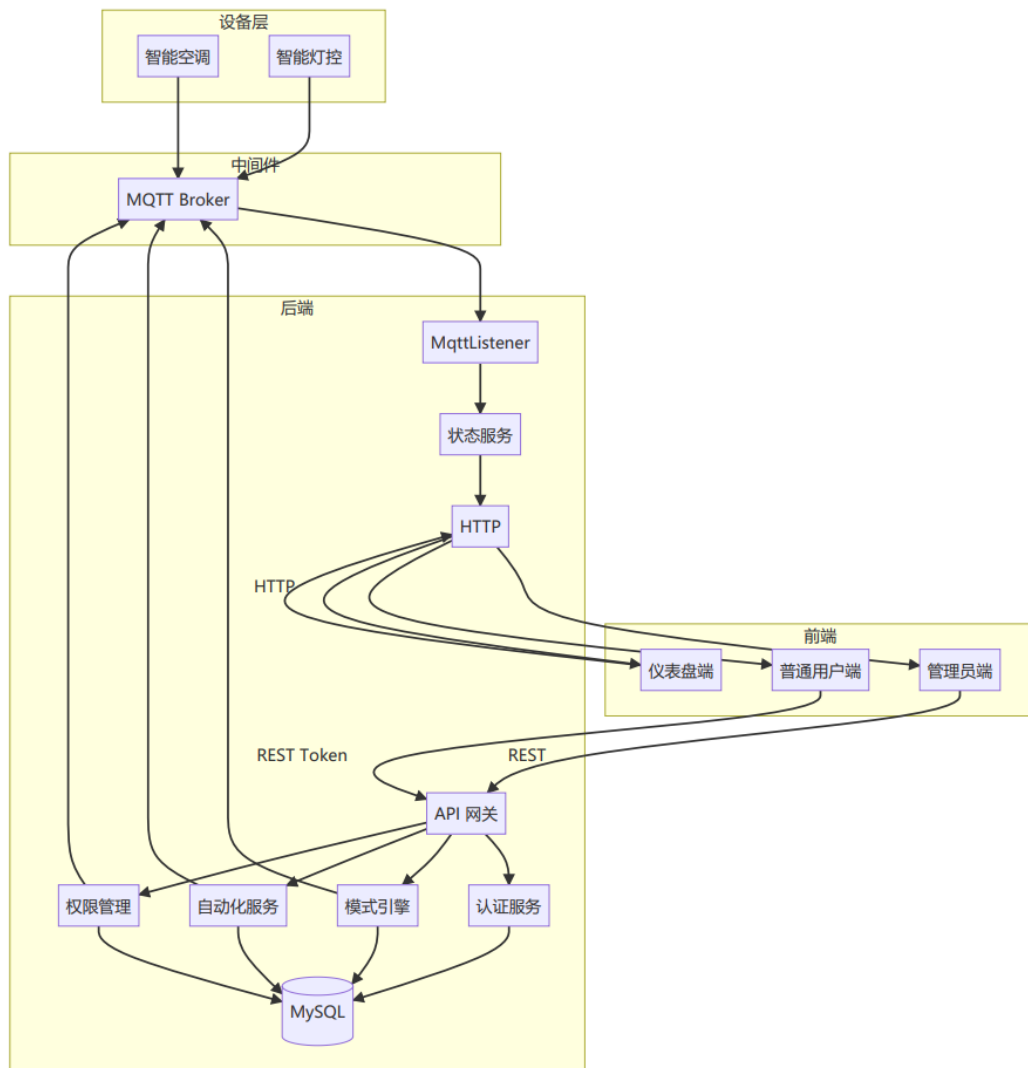 设备层
智能空调
智能灯控
中间件
MQTT Broker
后端
MqttListener
状态服务
HTTP
HTTP
前端
仪表盘端
普通用户端
管理员端
REST Token
REST
API 网关
权限管理
自动化服务
模式引擎
认证服务
MySQL